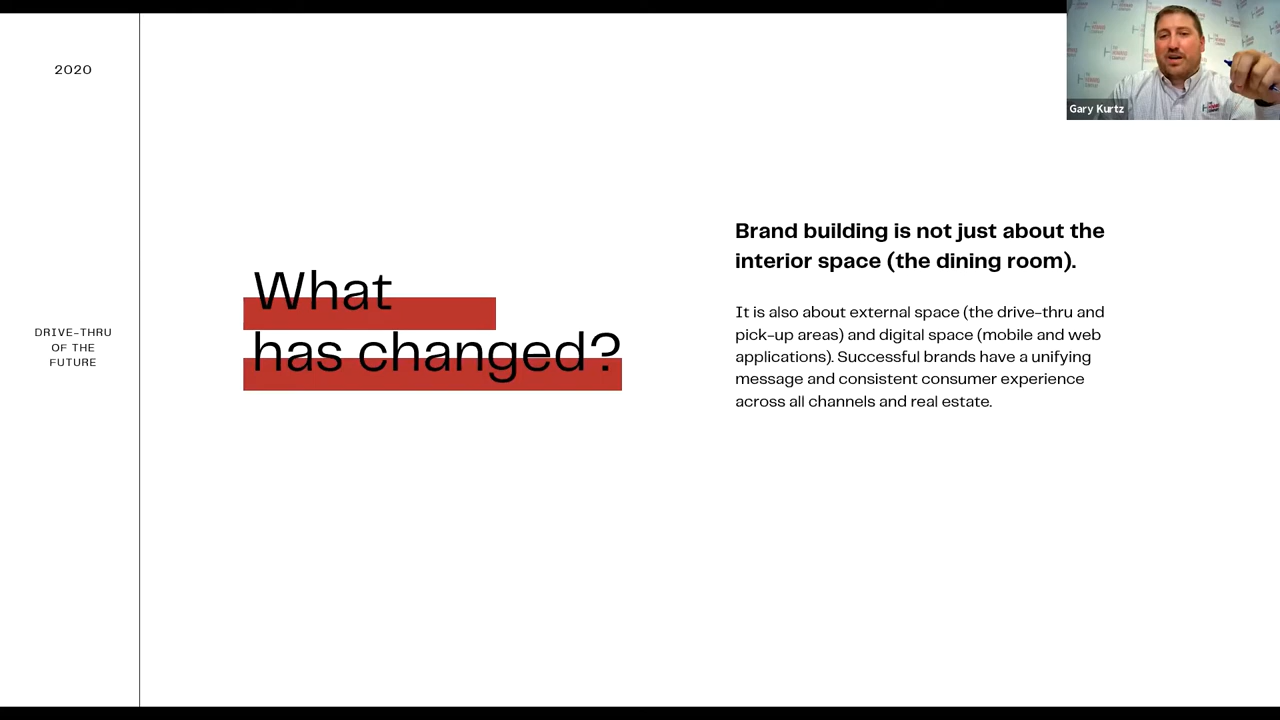 2020
DRIVE-THRU
OF THE
FUTURE
What
has changed?
Brand building is not just about the
interior space (the dining room).
It is also about external space (the drive-thru and
pick-up areas) and digital space (mobile and web
applications). Successful brands have a unifying
message and consistent consumer experience
across all channels and real estate.
Gary Kurtz